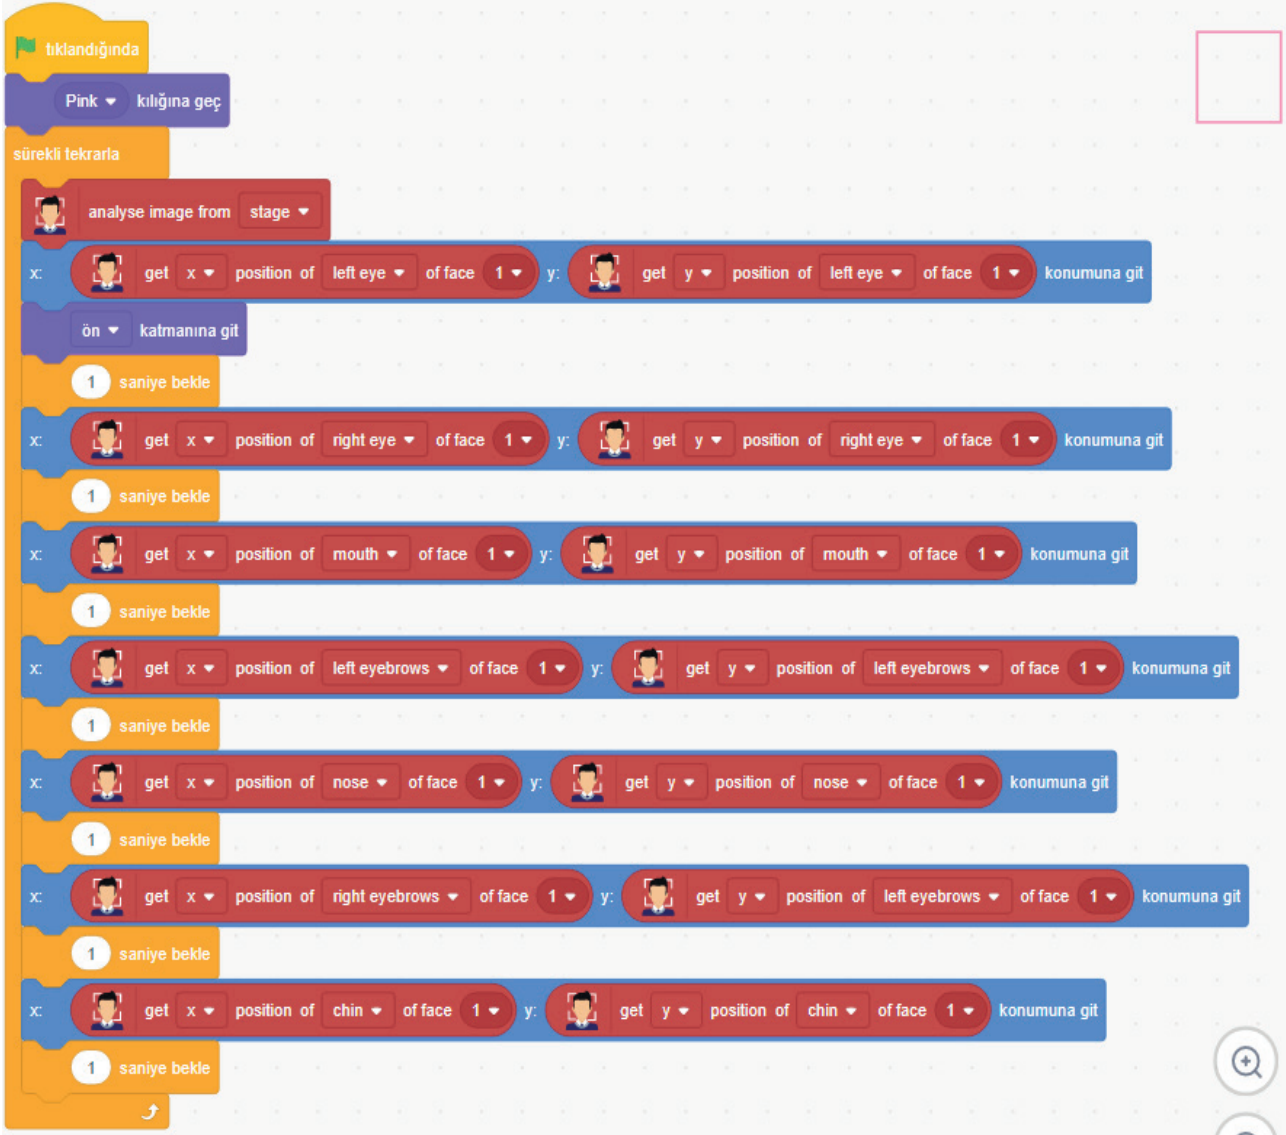 tıklandığında
Pink kılığına geç
sürekli tekrarla
analyse image from stage
x: get x position of left eye of face 1 y: get y position of left eye of face 1 konumuna git
ön katmanına git
1 saniye bekle
x: get x position of right eye of face 1 y: get y position of right eye of face 1 konumuna git
1 saniye bekle
x: get x position of mouth of face 1 y: get y position of mouth of face 1 konumuna git
1 saniye bekle
x: get x position of left eyebrows of face 1 y: get y position of left eyebrows of face 1 konumuna git
1 saniye bekle
x: get x position of nose of face 1 y: get y position of nose of face 1 konumuna git
1 saniye bekle
x: get x position of right eyebrows of face 1 y: get y position of left eyebrows of face 1 konumuna git
1 saniye bekle
x: get x position of chin of face 1 y: get y position of chin of face 1 konumuna git
1 saniye bekle